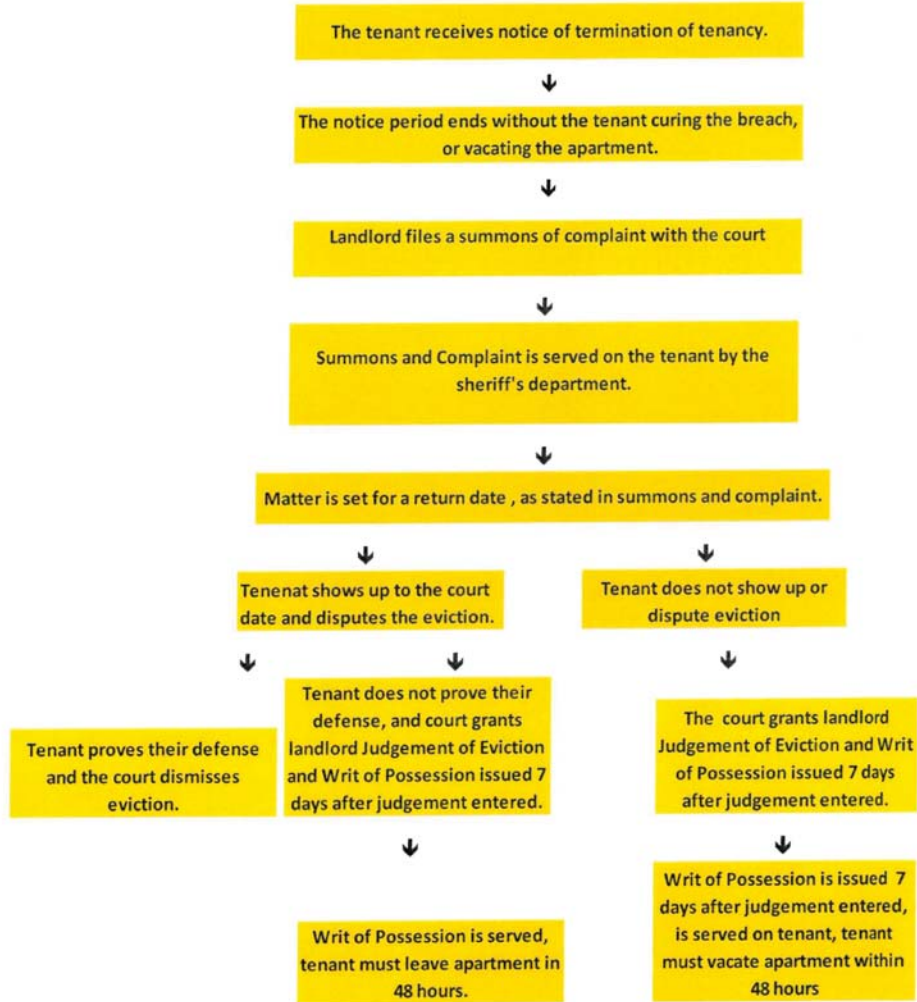 The tenant receives notice of termination of tenancy.
The notice period ends without the tenant curing the breach,
or vacating the apartment.
Landlord files a summons of complaint with the court
Summons and Complaint is served on the tenant by the
sheriff's department.
Matter is set for a return date , as stated in summons and complaint.
Tenenat shows up to the court
date and disputes the eviction.
Tenant does not show up or
dispute eviction
Tenant proves their defense
and the court dismisses
eviction.
Tenant does not prove their
defense, and court grants
landlord Judgement of Eviction
and Writ of Possession issued 7
days after judgement entered.
The court grants landlord
Judgement of Eviction and Writ
of Possession issued 7 days
after judgement entered.
Writ of Possession is served,
tenant must leave apartment in
48 hours.
Writ of Possession is issued 7
days after judgement entered,
is served on tenant, tenant
must vacate apartment within
48 hours